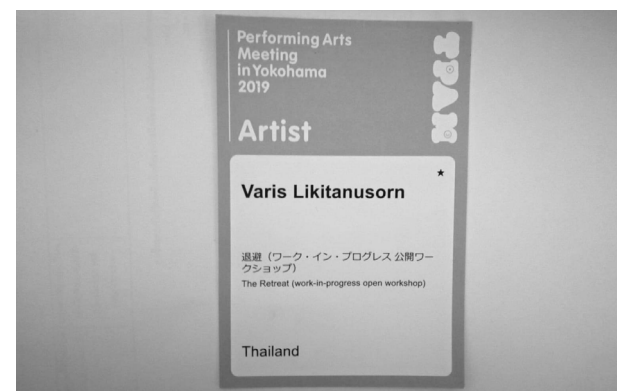 Performing Arts
Meeting
in Yokohama
2019
TPAM
Artist
★
Varis Likitanusorn
退避（ワーク・イン・プログレス 公開ワー
クショップ）
The Retreat (work-in-progress open workshop)
Thailand